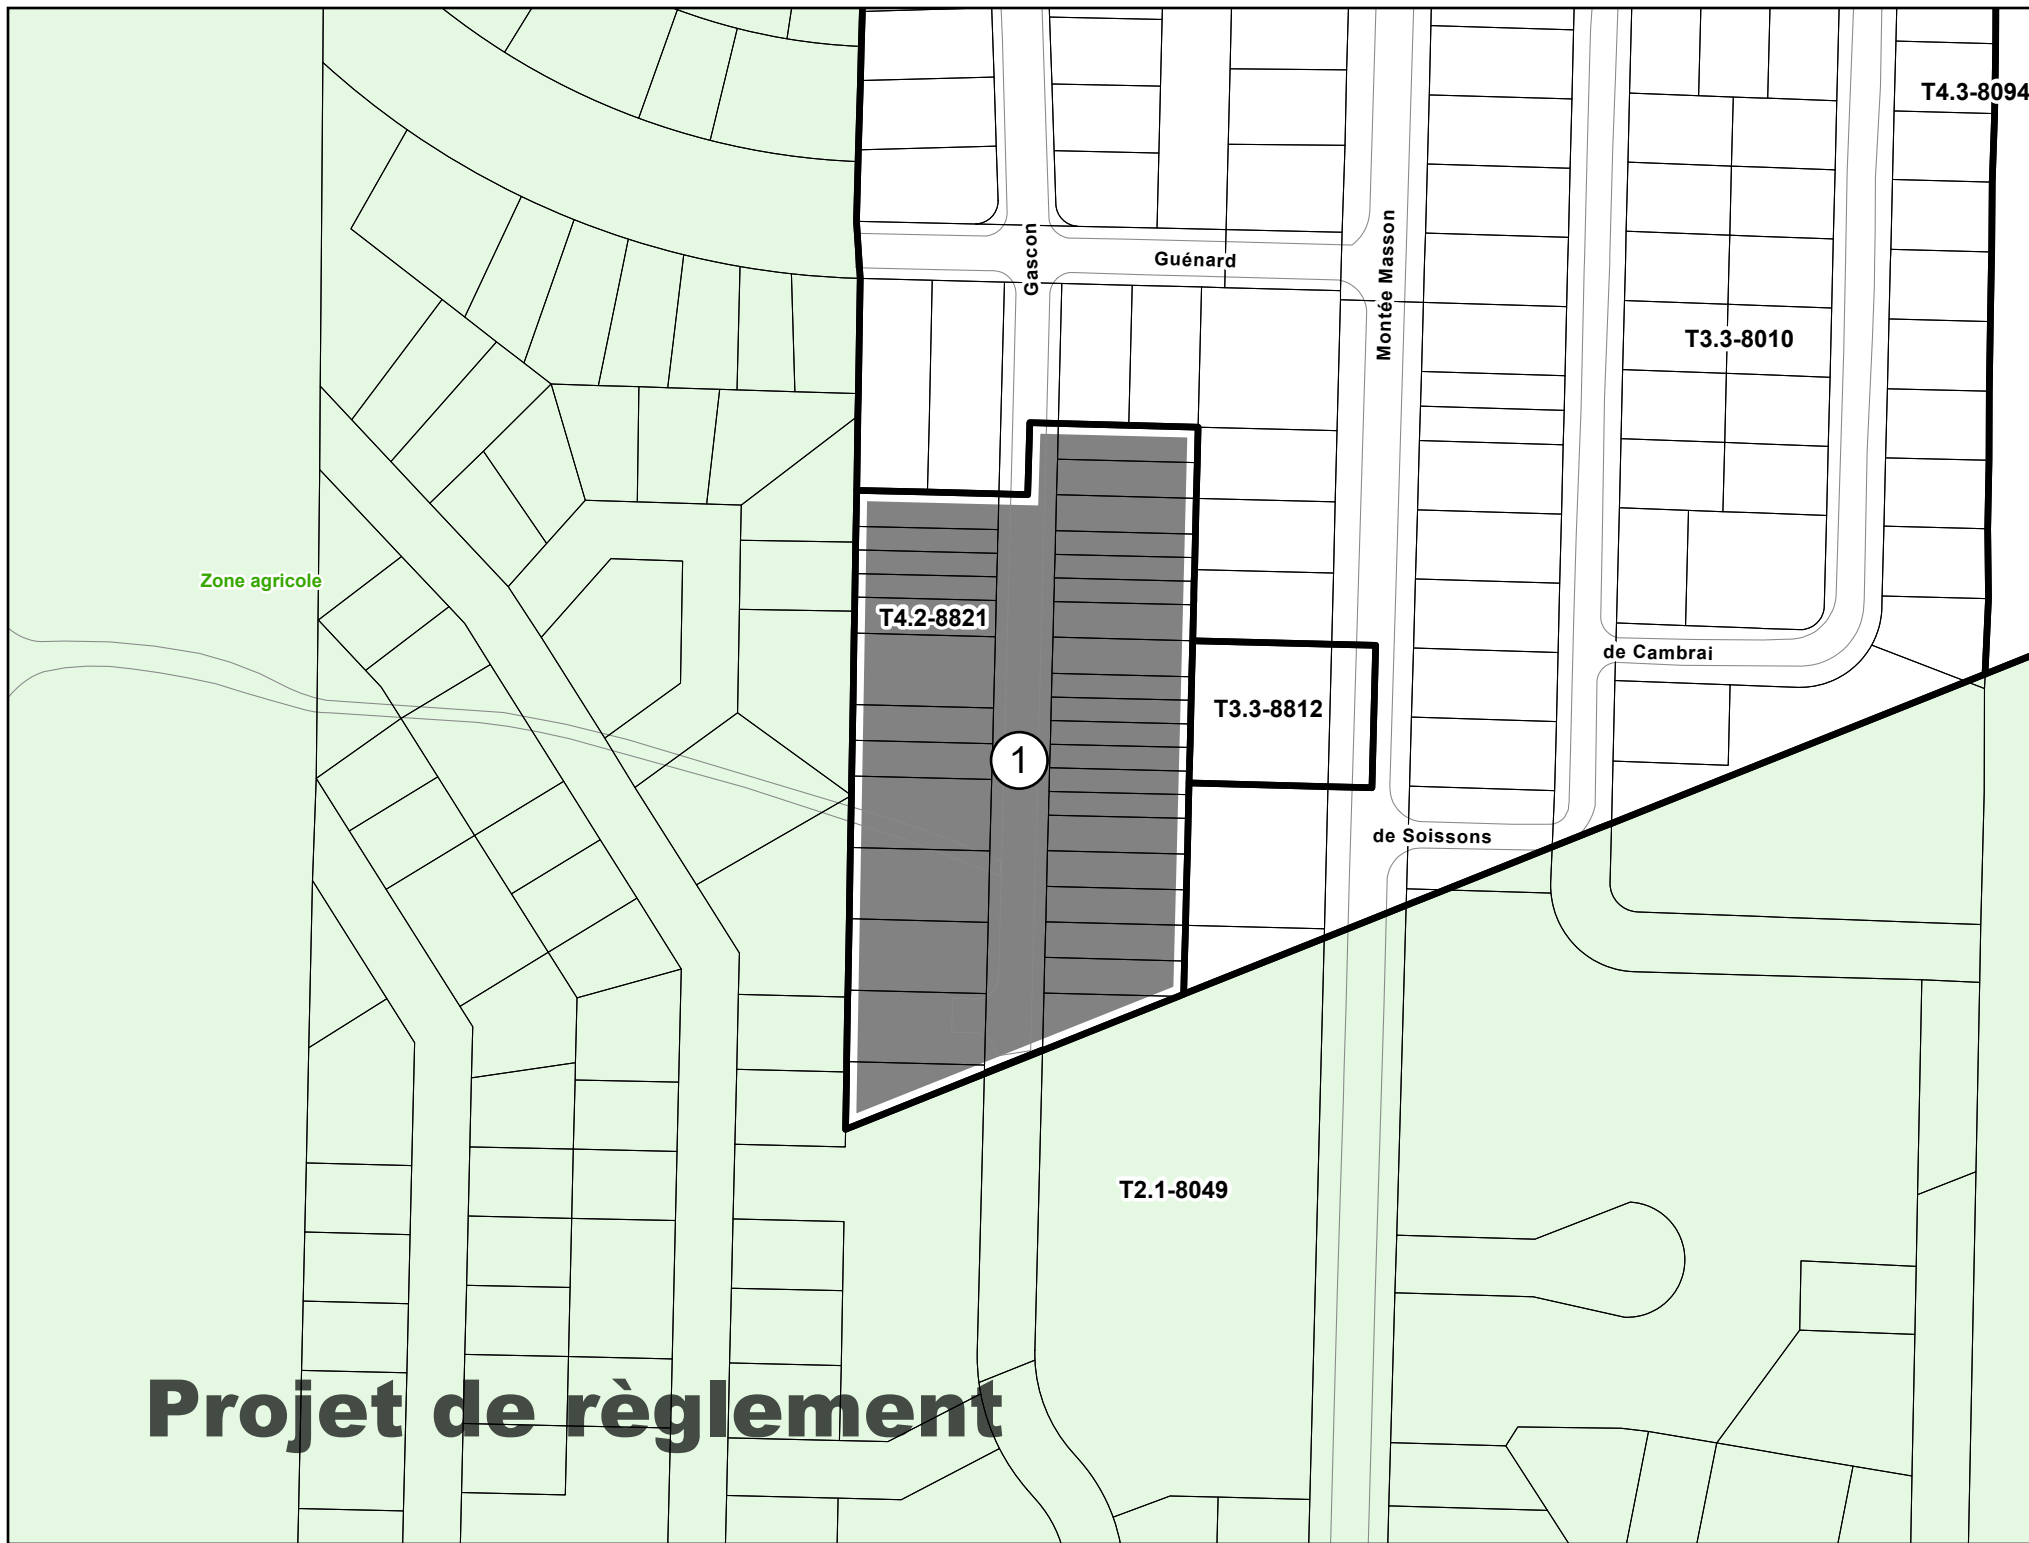 T4.3-8094
Gascon
Guénard
Montée Masson
T3.3-8010
Zone agricole
T4.2-8821
de Cambrai
T3.3-8812
1
de Soissons
T2.1-8049
Projet de règlement